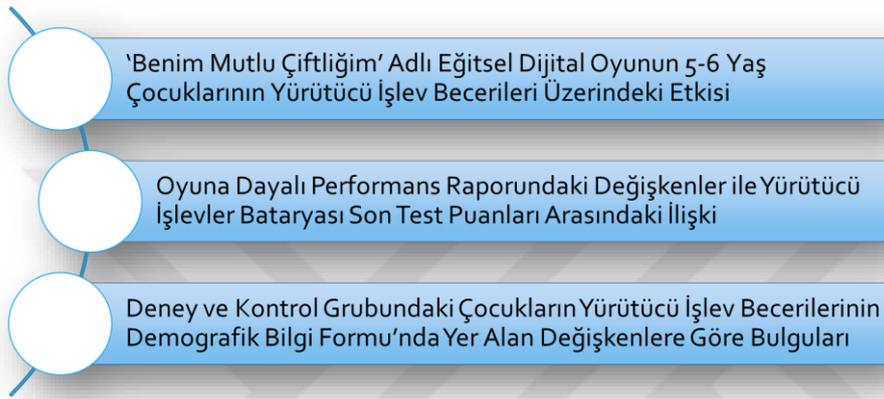 ‘Benim Mutlu Çiftliğim’ Adlı Eğitsel Dijital Oyunun 5-6 Yaş
Çocuklarının Yürütücü İşlev Becerileri Üzerindeki Etkisi
Oyuna Dayalı Performans Raporundaki Değişkenler ile Yürütücü
İşlevler Bataryası Son Test Puanları Arasındaki İlişki
Deney ve Kontrol Grubundaki Çocukların Yürütücü İşlev Becerilerinin
Demografik Bilgi Formu’nda Yer Alan Değişkenlere Göre Bulguları